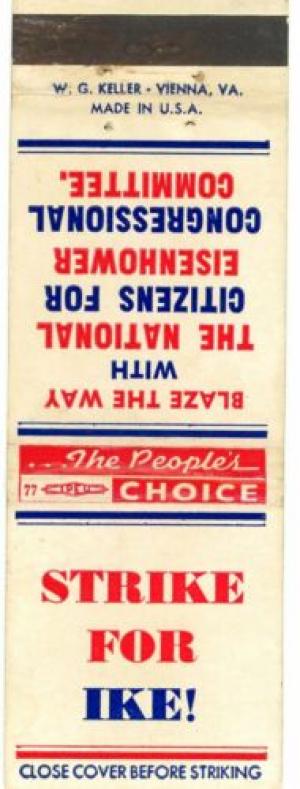 W. G. KELLER - VIENNA, VA.
MADE IN U.S.A.
BLAZE THE WAY
WITH
THE NATIONAL
CITIZENS FOR
EISENHOWER
CONGRESSIONAL
COMMITTEE.
...The People's
77 CHOICE
STRIKE
FOR
IKE!
CLOSE COVER BEFORE STRIKING